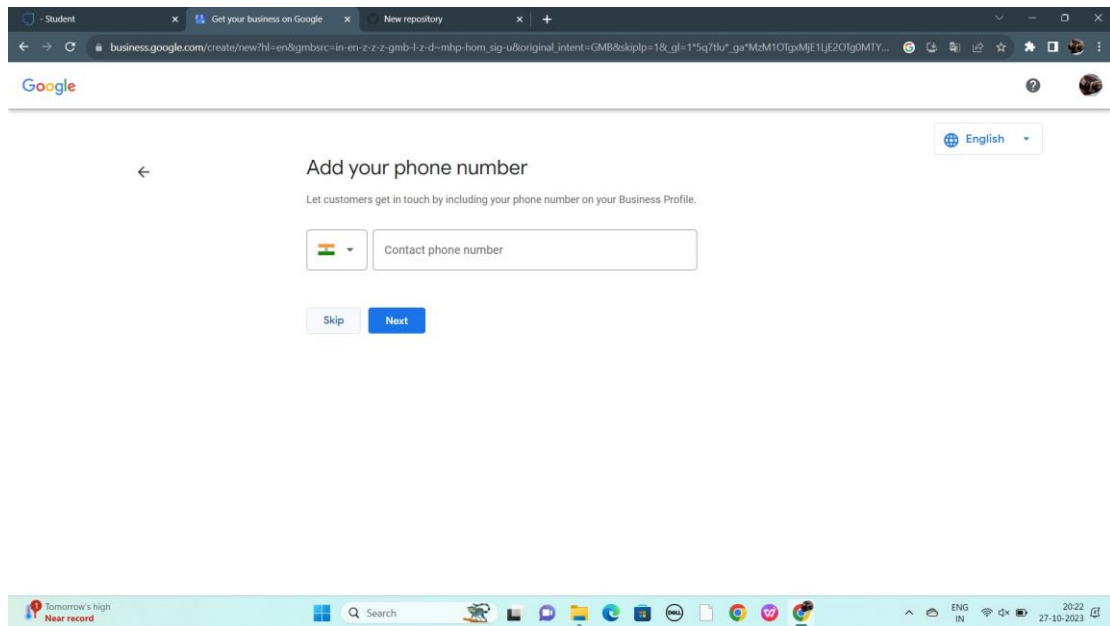 - Student
Get your business on Google
New repository
business.google.com/create/new?hl=en&gmbsrc=in-en-z-z-z-gmb-l-z-d~mhp-hom_sig-u&original_intent=GMB&skiplp=1&_gl=1*5q7tlu*_ga*MzM1OTgxMjE1LjE2OTg0MTY...
Google
English
Add your phone number
Let customers get in touch by including your phone number on your Business Profile.
Contact phone number
Skip
Next
1
Tomorrow's high
Near record
Search
DELL
ENG
IN
20:22
27-10-2023